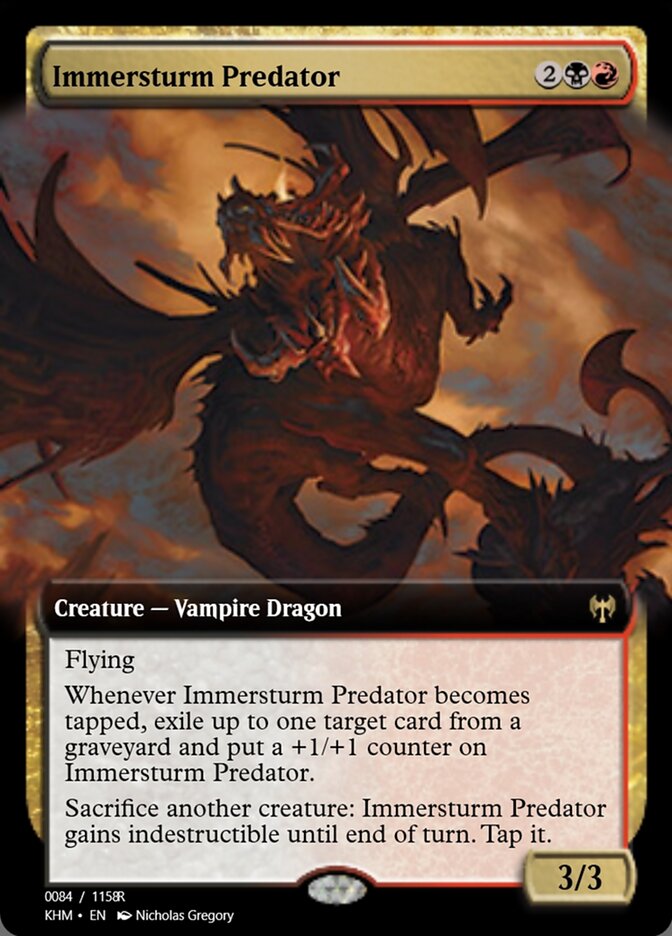 Immersturm Predator 2
Creature — Vampire Dragon
Flying
Whenever Immersturm Predator becomes
tapped, exile up to one target card from a
graveyard and put a +1/+1 counter on
Immersturm Predator.
Sacrifice another creature: Immersturm Predator
gains indestructible until end of turn. Tap it.
3/3
0084 / 1158R
KHM • EN Nicholas Gregory